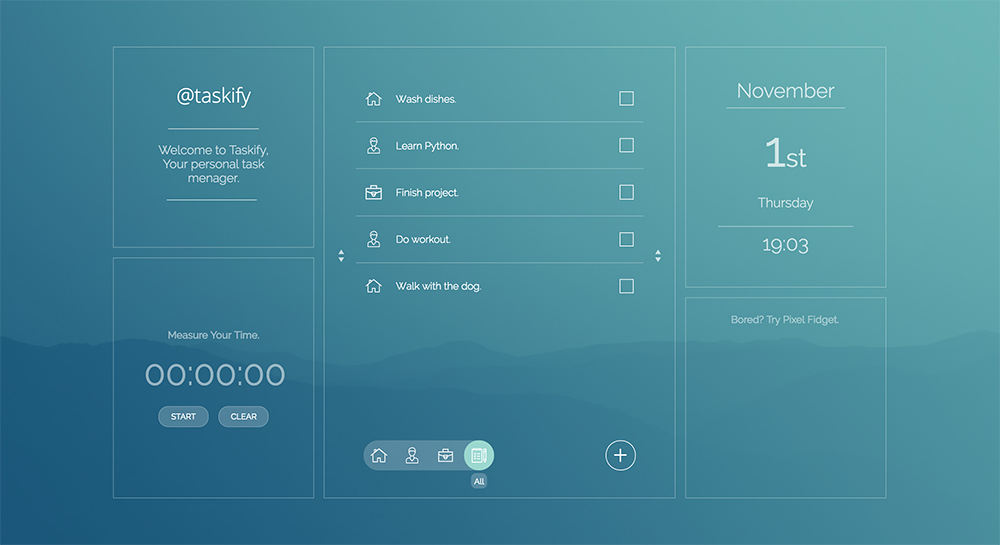 @taskify
Welcome to Taskify,
Your personal task
menager.
Measure Your Time.
00:00:00
START
CLEAR
Wash dishes.
Learn Python.
Finish project.
Do workout.
Walk with the dog.
All
November
1st
Thursday
19:03
Bored? Try Pixel Fidget.